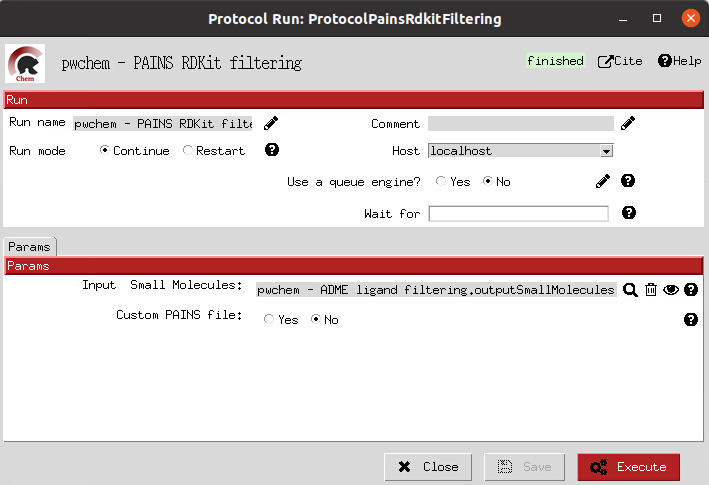 Protocol Run: ProtocolPainsRdkitFiltering
Chem
pwchem - PAINS RDKit filtering
finished Cite Help
Run
Run name pwchem - PAINS RDKit filte Comment
Run mode Continue Restart Host localhost
Use a queue engine? Yes No
Wait for
Params
Params
Input Small Molecules: pwchem - ADME ligand filtering.outputSmallMolecules
Custom PAINS file: Yes No
Close Save Execute